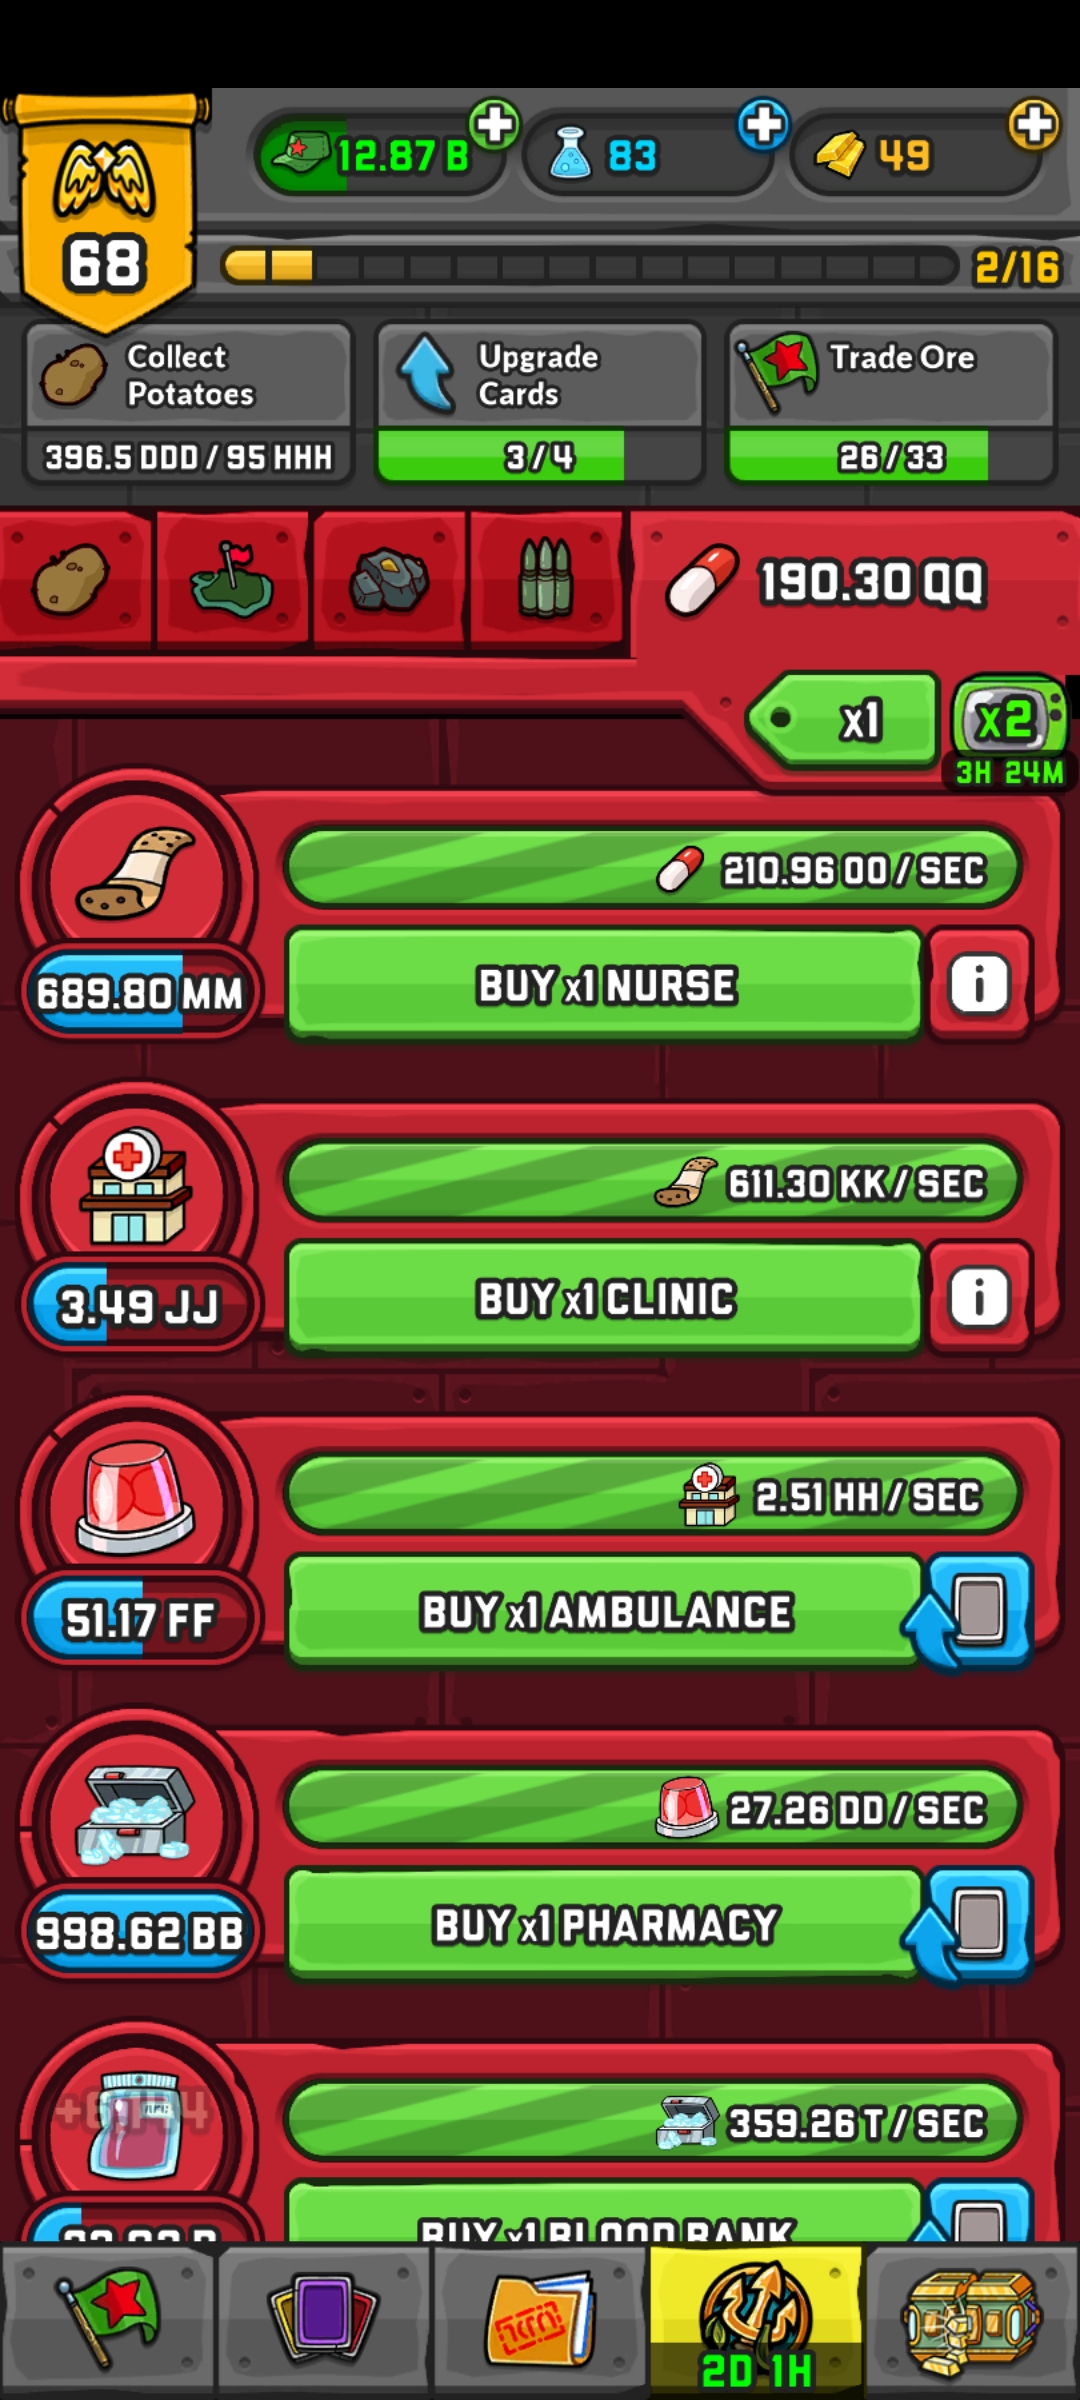 12.87 B
83
49
68
2/16
Collect
Potatoes
396.5 DDD / 95 HHH
Upgrade
Cards
3/4
Trade Ore
26/33
190.30 QQ
x1
x2
3H 24M
210.96 OO / SEC
689.80 MM
BUY x1 NURSE
i
611.30 KK / SEC
3.49 JJ
BUY x1 CLINIC
i
2.51 HH / SEC
51.17 FF
BUY x1 AMBULANCE
27.26 DD / SEC
998.62 BB
BUY x1 PHARMACY
359.26 T / SEC
BUY x1 BLOOD BANK
2D 1H